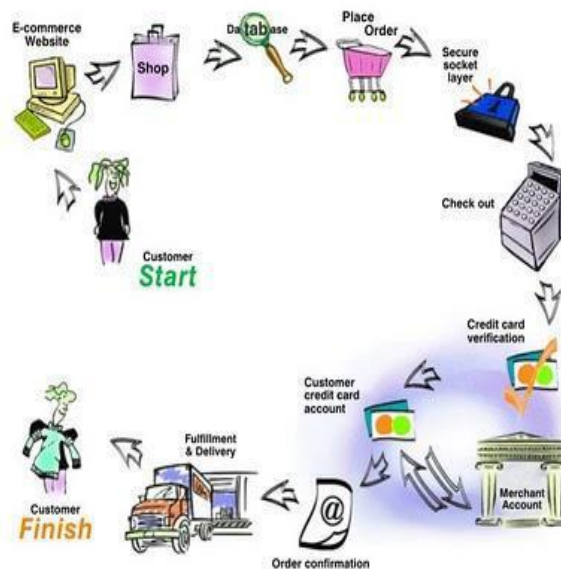 E-commerce
Website
Shop
Database
Place
Order
Secure
socket
layer
Check out
Customer
Start
Credit card
verification
Customer
credit card
account
Merchant
Account
Fulfillment
& Delivery
@
Order confirmation
Customer
Finish